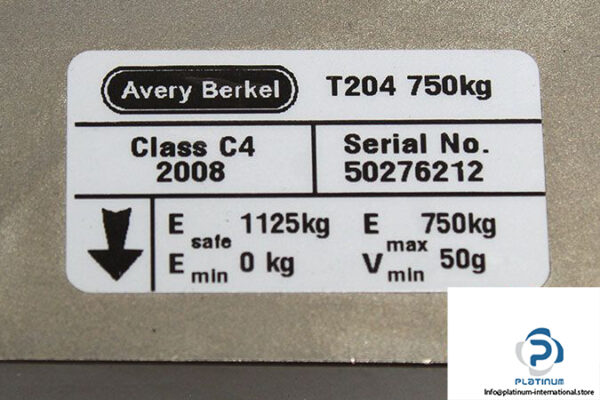 Avery Berkel T204 750kg
Class C4 Serial No.
2008 50276212
E safe 1125kg E max 750kg
E min 0 kg V min 50g
PLATINUM
Info@platinum-international.store